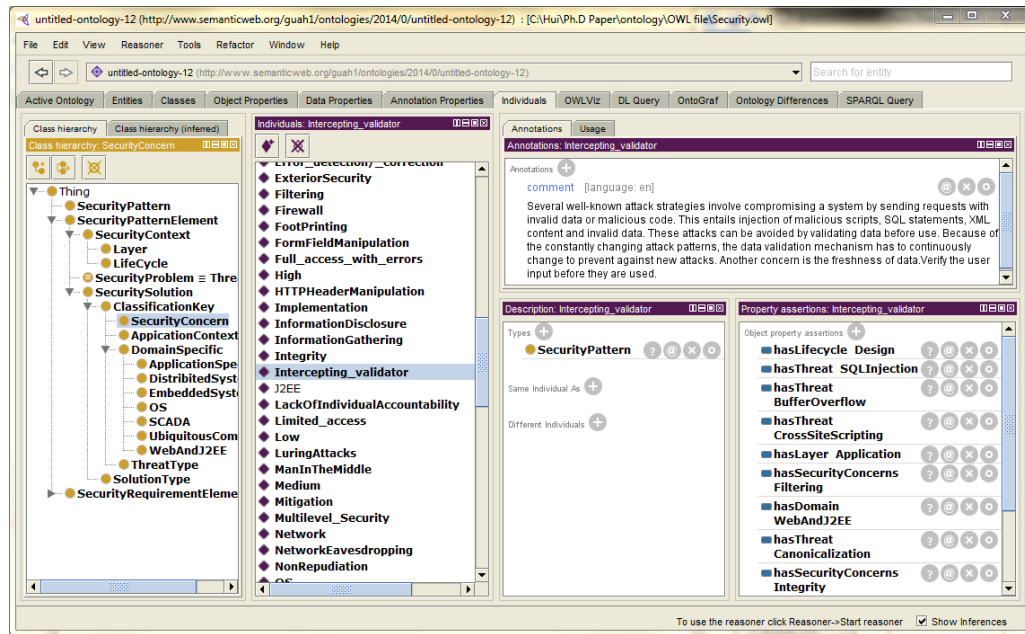 untitled-ontology-12 (http://www.semanticweb.org/guah1/ontologies/2014/0/untitled-ontology-12) : [C:\Hui\Ph.D Paper\ontology\OWL file\Security.owl]
File Edit View Reasoner Tools Refactor Window Help
untitled-ontology-12 (http://www.semanticweb.org/guah1/ontologies/2014/0/untitled-ontology-12)
Search for entity
Active Ontology Entities Classes Object Properties Data Properties Annotation Properties Individuals OWLViz DL Query OntoGraf Ontology Differences SPARQL Query
Class hierarchy Class hierarchy (inferred)
Class hierarchy: SecurityConcern
Thing
SecurityPattern
SecurityPatternElement
SecurityContext
Layer
LifeCycle
SecurityProblem ≡ Thre
SecuritySolution
ClassificationKey
SecurityConcern
ApplicationContext
DomainSpecific
ApplicationSpe
DistribitedSyst
EmbeddedSyste
OS
SCADA
UbiquitousCom
WebAndJ2EE
ThreatType
SolutionType
SecurityRequirementEleme
Individuals: Intercepting_validator
Error_detection/_correction
ExteriorSecurity
Filtering
Firewall
FootPrinting
FormFieldManipulation
Full_access_with_errors
High
HTTPHeaderManipulation
Implementation
InformationDisclosure
InformationGathering
Integrity
Intercepting_validator
J2EE
LackOfIndividualAccountability
Limited_access
Low
LuringAttacks
ManInTheMiddle
Medium
Mitigation
Multilevel_Security
Network
NetworkEavesdropping
NonRepudiation
OS
Annotations Usage
Annotations: Intercepting_validator
Annotations
comment [language: en]
Several well-known attack strategies involve compromising a system by sending requests with
invalid data or malicious code. This entails injection of malicious scripts, SQL statements, XML
content and invalid data. These attacks can be avoided by validating data before use. Because of
the constantly changing attack patterns, the data validation mechanism has to continuously
change to prevent against new attacks. Another concern is the freshness of data.Verify the user
input before they are used.
Description: Intercepting_validator
Types
SecurityPattern
Same Individual As
Different Individuals
Property assertions: Intercepting_validator
Object property assertions
hasLifecycle Design
hasThreat SQLInjection
hasThreat
BufferOverflow
hasThreat
CrossSiteScripting
hasLayer Application
hasSecurityConcerns
Filtering
hasDomain
WebAndJ2EE
hasThreat
Canonicalization
hasSecurityConcerns
Integrity
To use the reasoner click Reasoner->Start reasoner Show Inferences